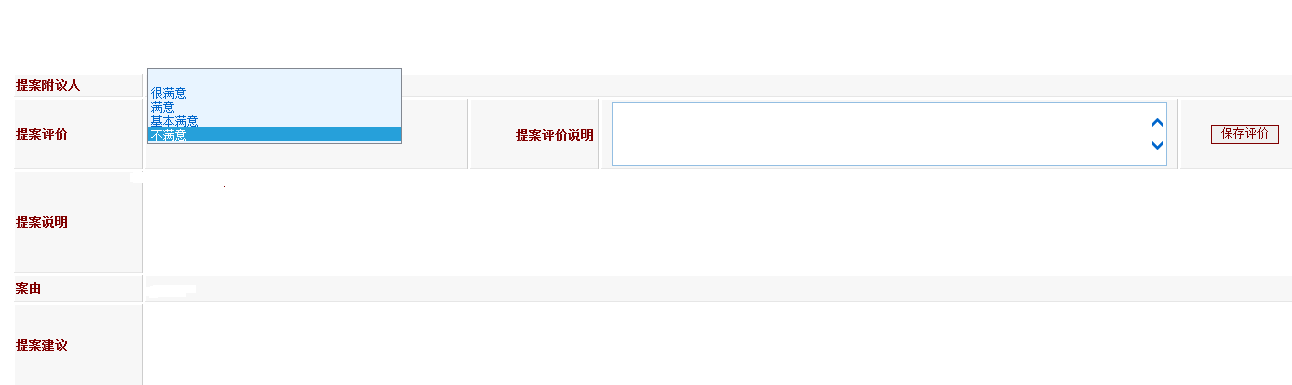 提案附议人
很满意
满意
基本满意
不满意
提案评价
提案评价说明
保存评价
提案说明
案由
提案建议